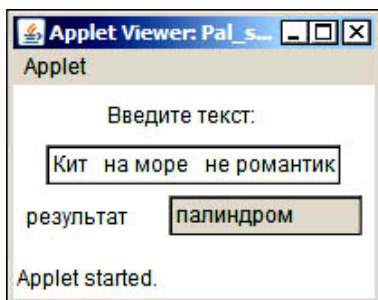 Applet Viewer: Pal_s...
Applet
Введите текст:
Кит на море не романтик
результат палиндром
Applet started.